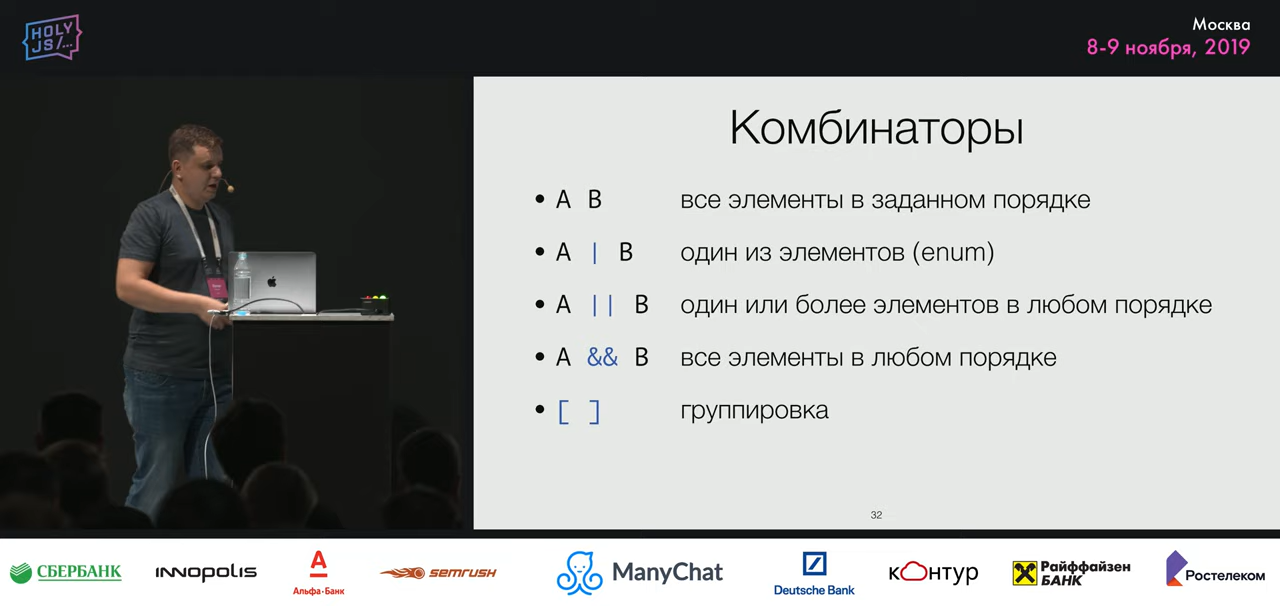 HOLY
JS/...
Москва
8-9 ноября, 2019
Комбинаторы
• A B все элементы в заданном порядке
• A | B один из элементов (enum)
• A || B один или более элементов в любом порядке
• A && B все элементы в любом порядке
• [ ] группировка
32
СБЕРБАНК
INNOPOLIS
А
Альфа·Банк
semrush
ManyChat
Deutsche Bank
контур
Райффайзен
БАНК
Ростелеком